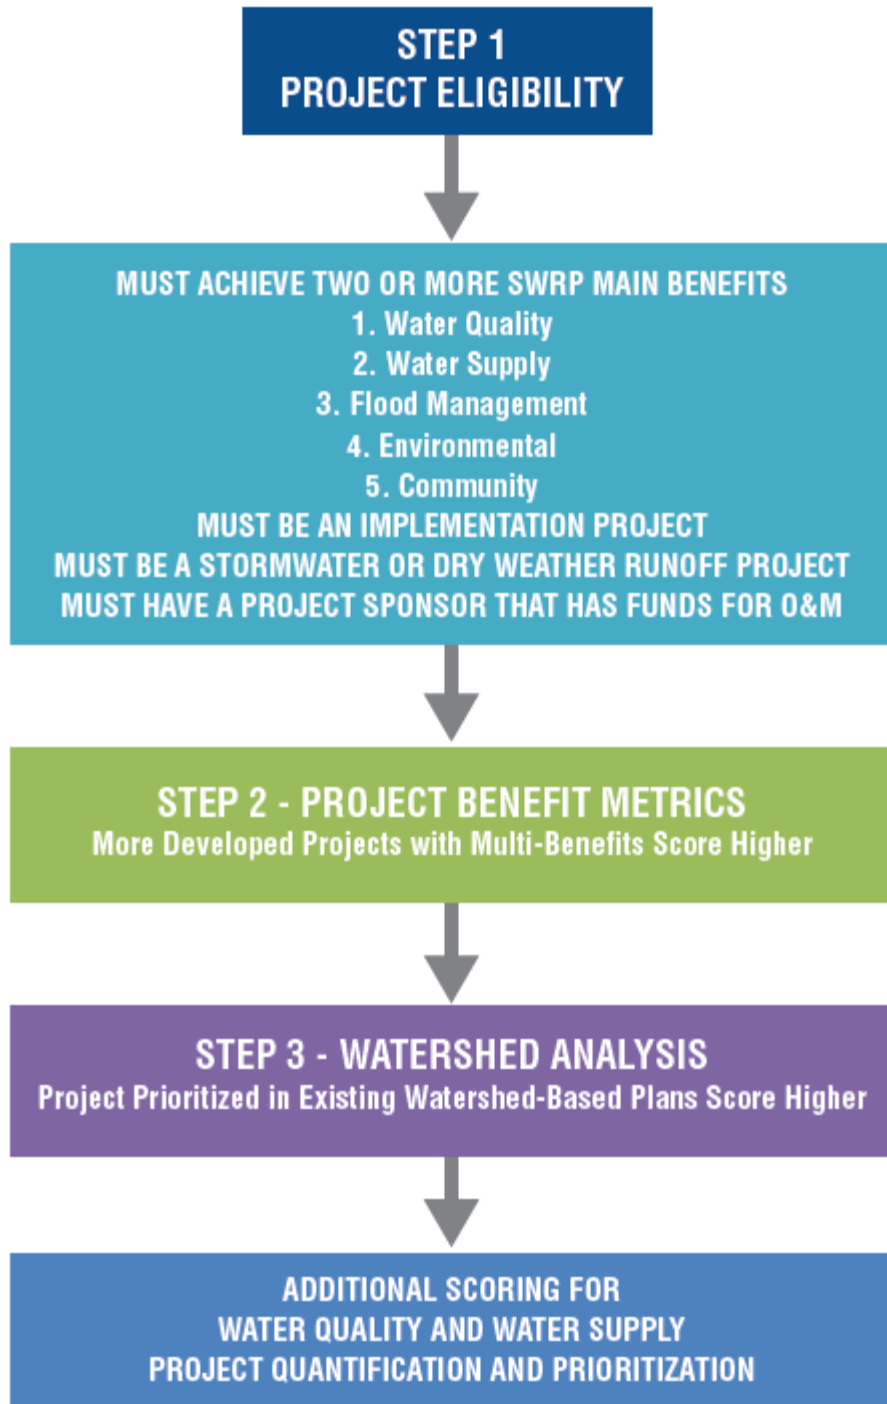 STEP 1
PROJECT ELIGIBILITY
MUST ACHIEVE TWO OR MORE SWRP MAIN BENEFITS
1. Water Quality
2. Water Supply
3. Flood Management
4. Environmental
5. Community
MUST BE AN IMPLEMENTATION PROJECT
MUST BE A STORMWATER OR DRY WEATHER RUNOFF PROJECT
MUST HAVE A PROJECT SPONSOR THAT HAS FUNDS FOR O&M
STEP 2 - PROJECT BENEFIT METRICS
More Developed Projects with Multi-Benefits Score Higher
STEP 3 - WATERSHED ANALYSIS
Project Prioritized in Existing Watershed-Based Plans Score Higher
ADDITIONAL SCORING FOR
WATER QUALITY AND WATER SUPPLY
PROJECT QUANTIFICATION AND PRIORITIZATION